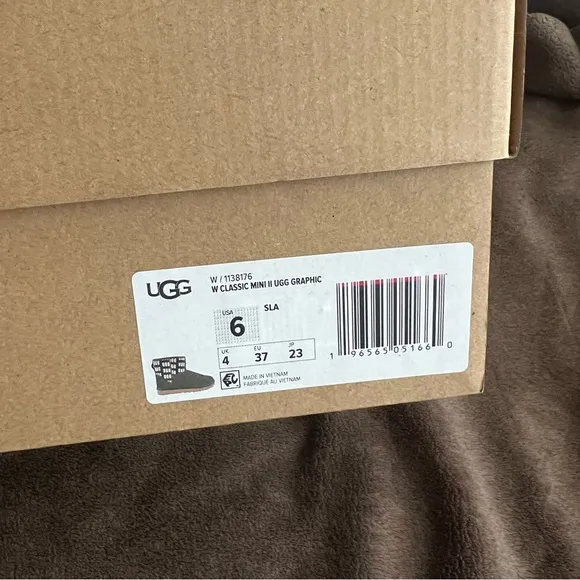 UGG
W / 1138176
W CLASSIC MINI II UGG GRAPHIC
USA
6
SLA
UK EU JP
4 37 23
MADE IN VIETNAM
FABRIQUÉ AU VIETNAM
1 96565 05166 0